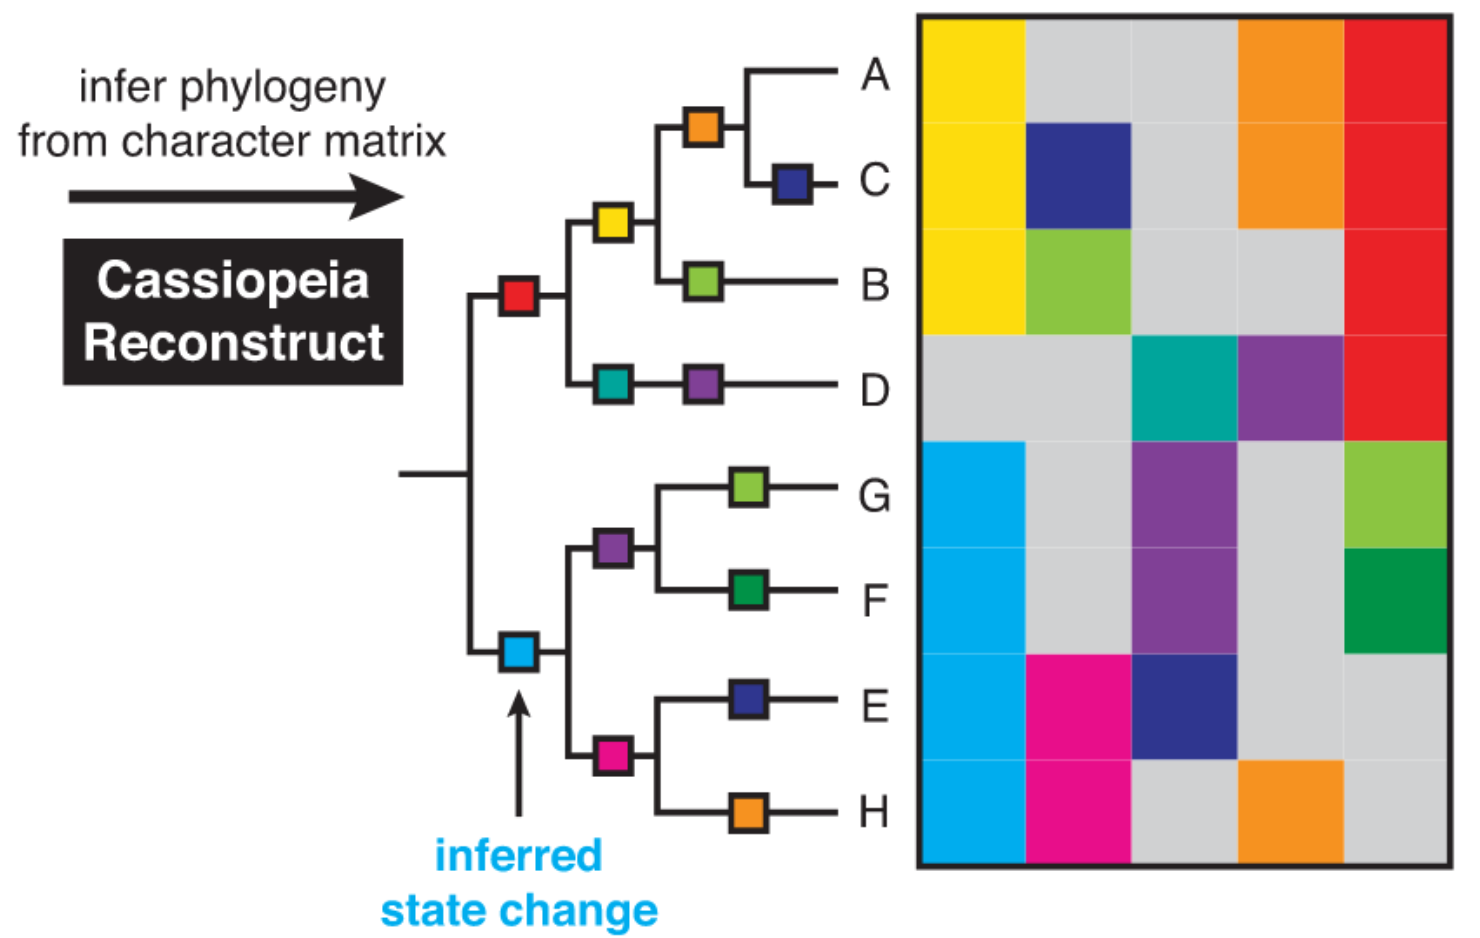 infer phylogeny
from character matrix
Cassiopeia
Reconstruct
A
C
B
D
G
F
E
H
inferred
state change